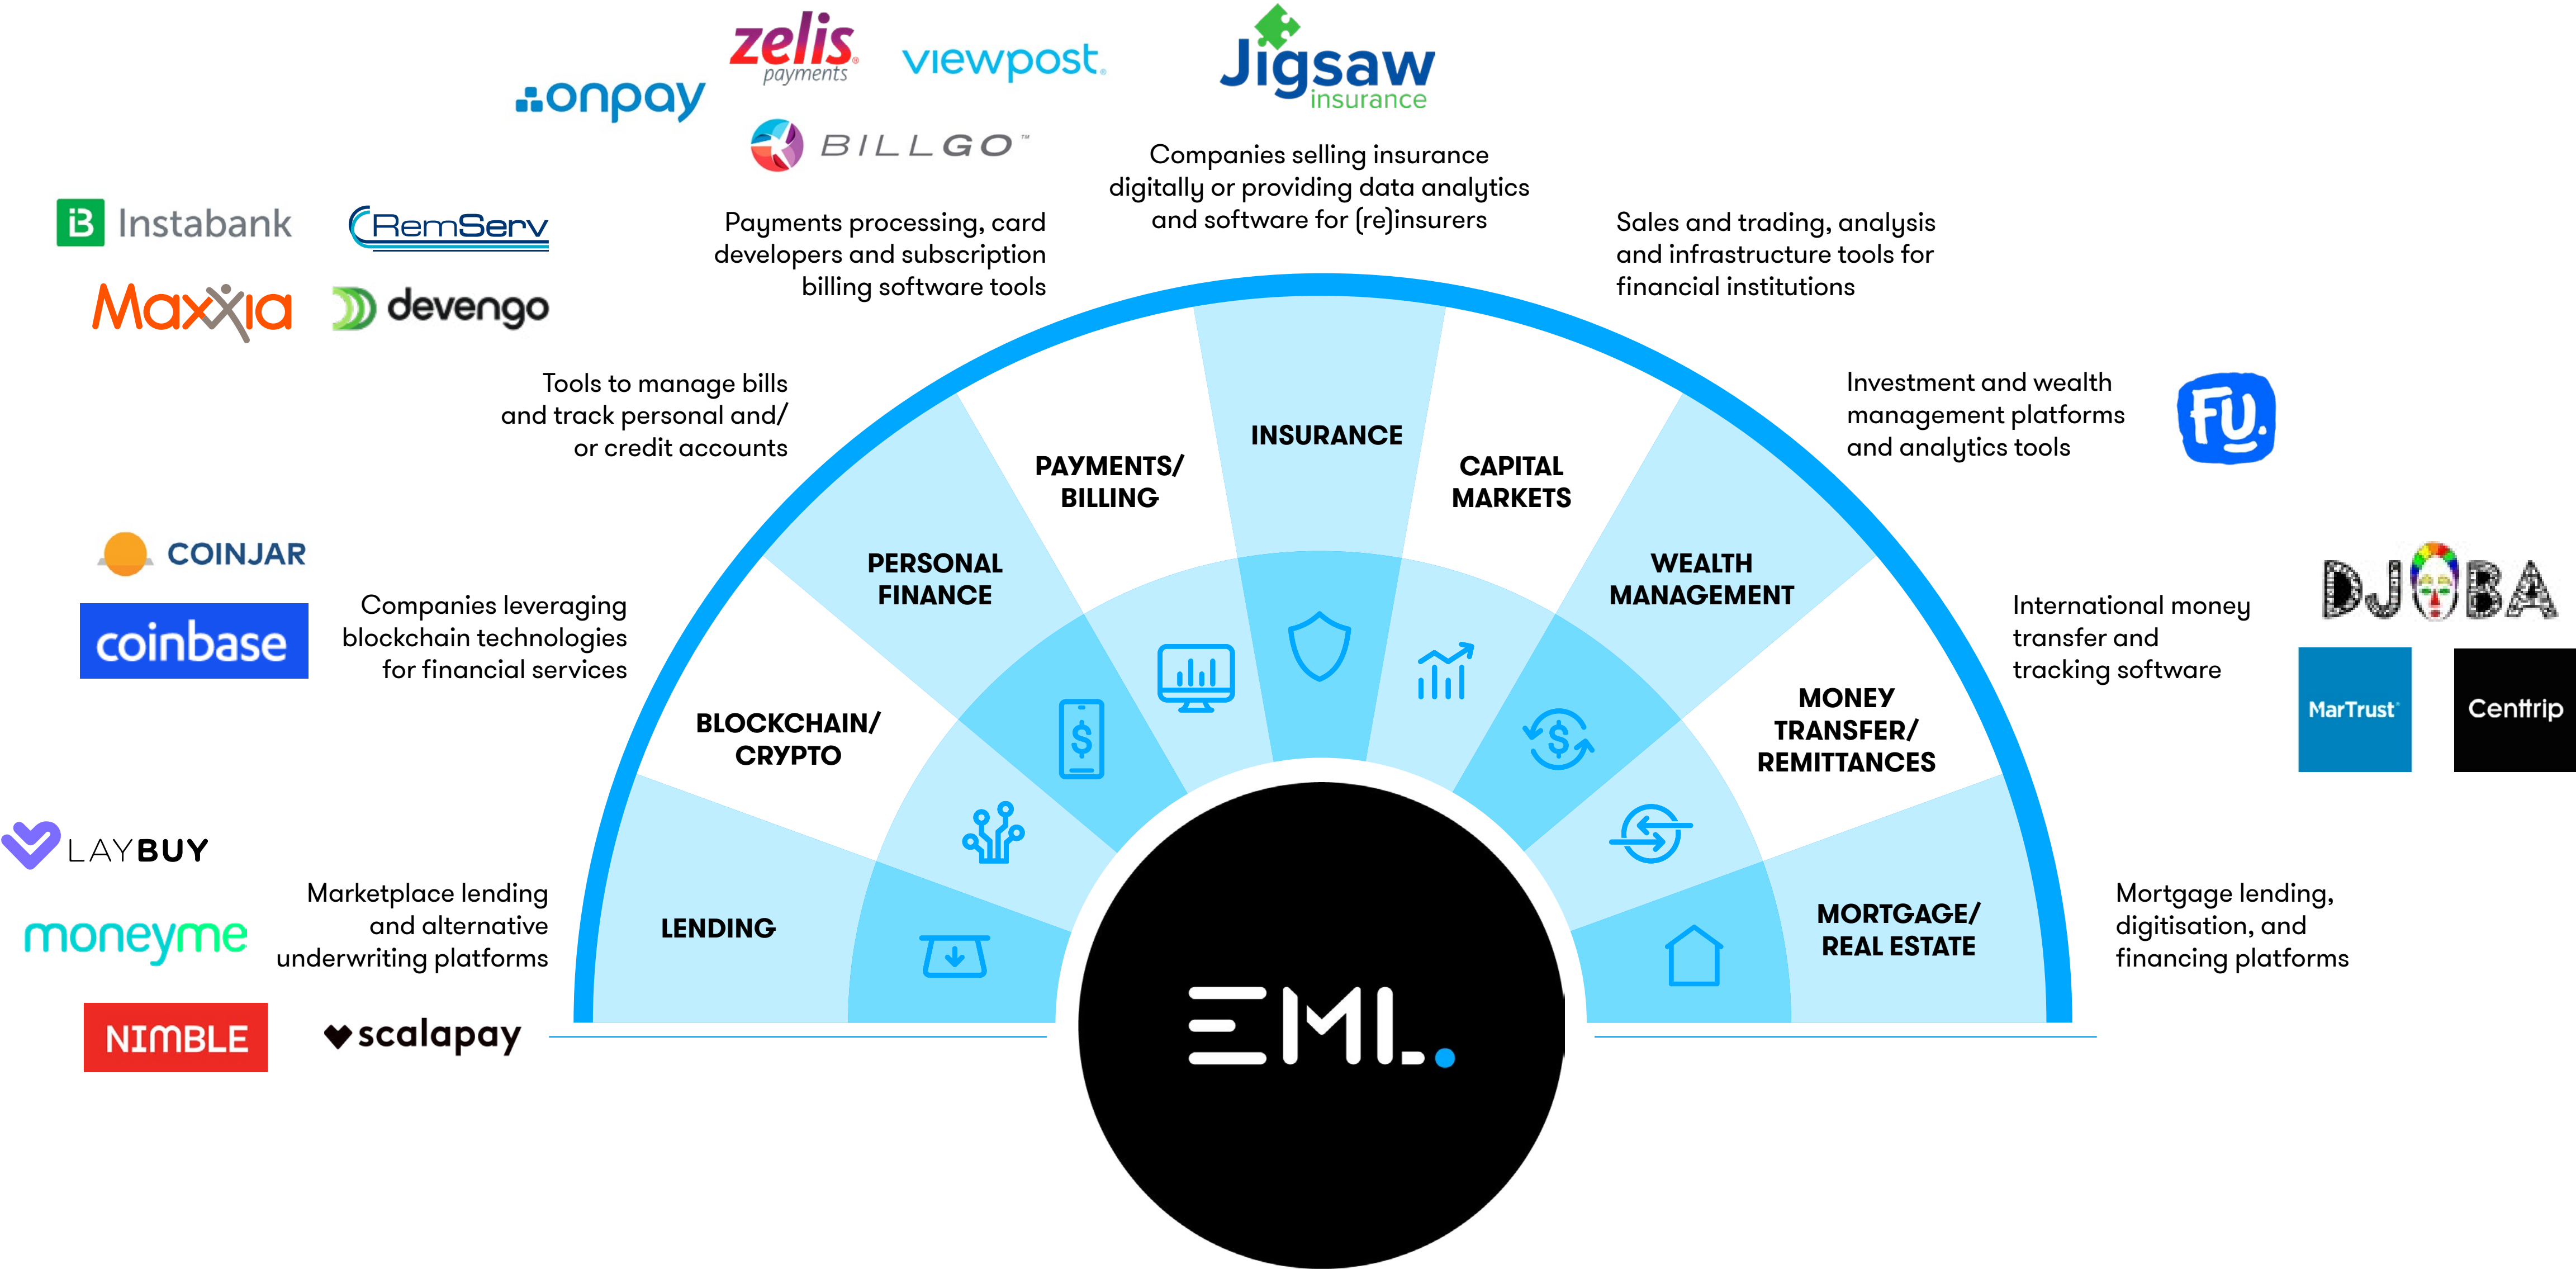 zelis
payments
viewpost
onpay
BILLGO™
Jigsaw
insurance
Companies selling insurance
digitally or providing data analytics
and software for (re)insurers
Instabank
RemServ
Maxxia
devengo
Payments processing, card
developers and subscription
billing software tools
Sales and trading, analysis
and infrastructure tools for
financial institutions
Tools to manage bills
and track personal and/
or credit accounts
Investment and wealth
management platforms
and analytics tools
FU.
COINJAR
coinbase
Companies leveraging
blockchain technologies
for financial services
International money
transfer and
tracking software
DJOBA
MarTrust
Centtrip
LAYBUY
moneyme
NIMBLE
scalapay
Marketplace lending
and alternative
underwriting platforms
Mortgage lending,
digitisation, and
financing platforms
LENDING
BLOCKCHAIN/
CRYPTO
PERSONAL
FINANCE
PAYMENTS/
BILLING
INSURANCE
CAPITAL
MARKETS
WEALTH
MANAGEMENT
MONEY
TRANSFER/
REMITTANCES
MORTGAGE/
REAL ESTATE
EML.